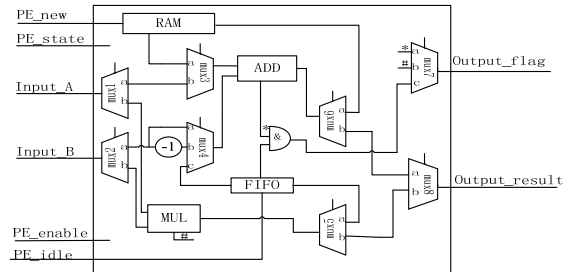 PE_new
RAM
PE_state
Input_A
a
b
mux1
a
b
mux3
ADD
*
#
a
b
c
mux7
Output_flag
a
b
mux6
Input_B
a
b
mux2
-1
a
b
c
mux4
*
&
FIFO
a
b
mux8
Output_result
MUL
#
a
b
mux5
PE_enable
PE_idle